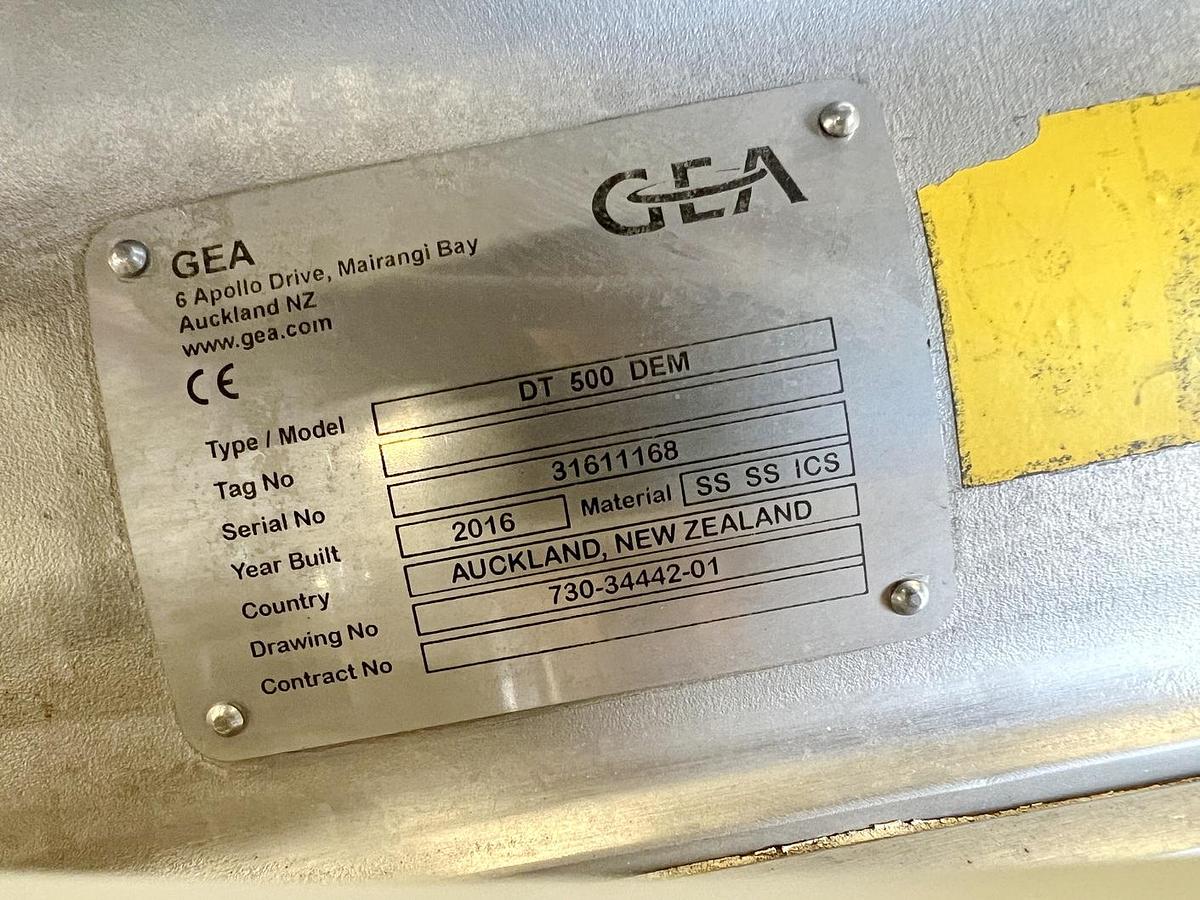 GEA
GEA
6 Apollo Drive, Mairangi Bay
Auckland NZ
www.gea.com
CE
Type / Model DT 500 DEM
Tag No
Serial No 31611168
Year Built 2016 Material SS SS ICS
Country AUCKLAND, NEW ZEALAND
Drawing No 730-34442-01
Contract No